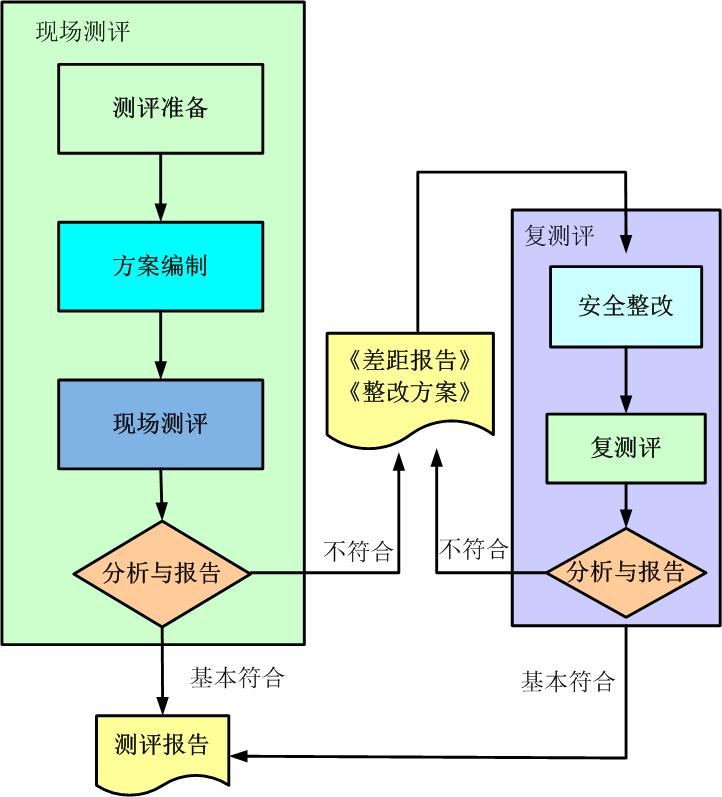 现场测评
测评准备
方案编制
现场测评
分析与报告
不符合
基本符合
测评报告
《差距报告》
《整改方案》
复测评
安全整改
复测评
分析与报告
不符合
基本符合